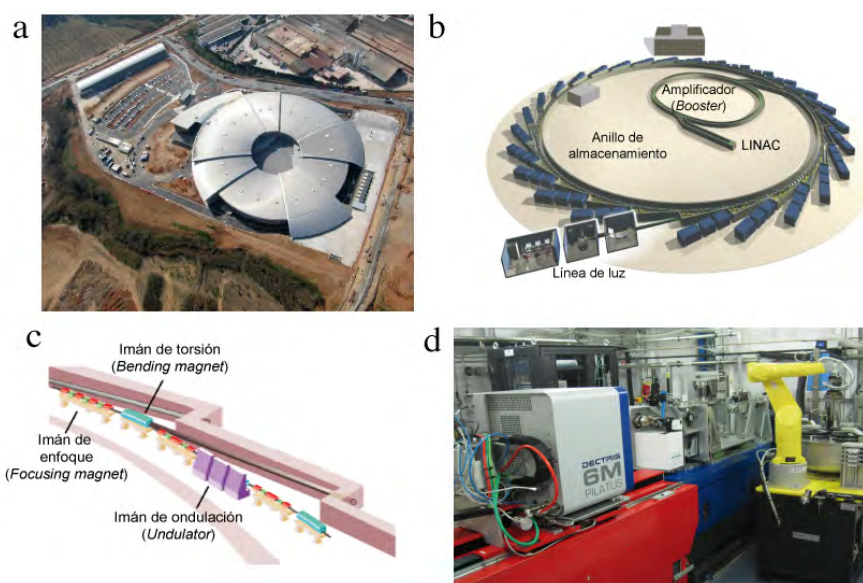 a
b
Amplificador
(Booster)
LINAC
Anillo de
almacenamiento
Línea de luz
c
Imán de torsión
(Bending magnet)
Imán de
enfoque
(Focusing magnet)
Imán de ondulación
(Undulator)
d
DECTRIS
6M
PILATUS